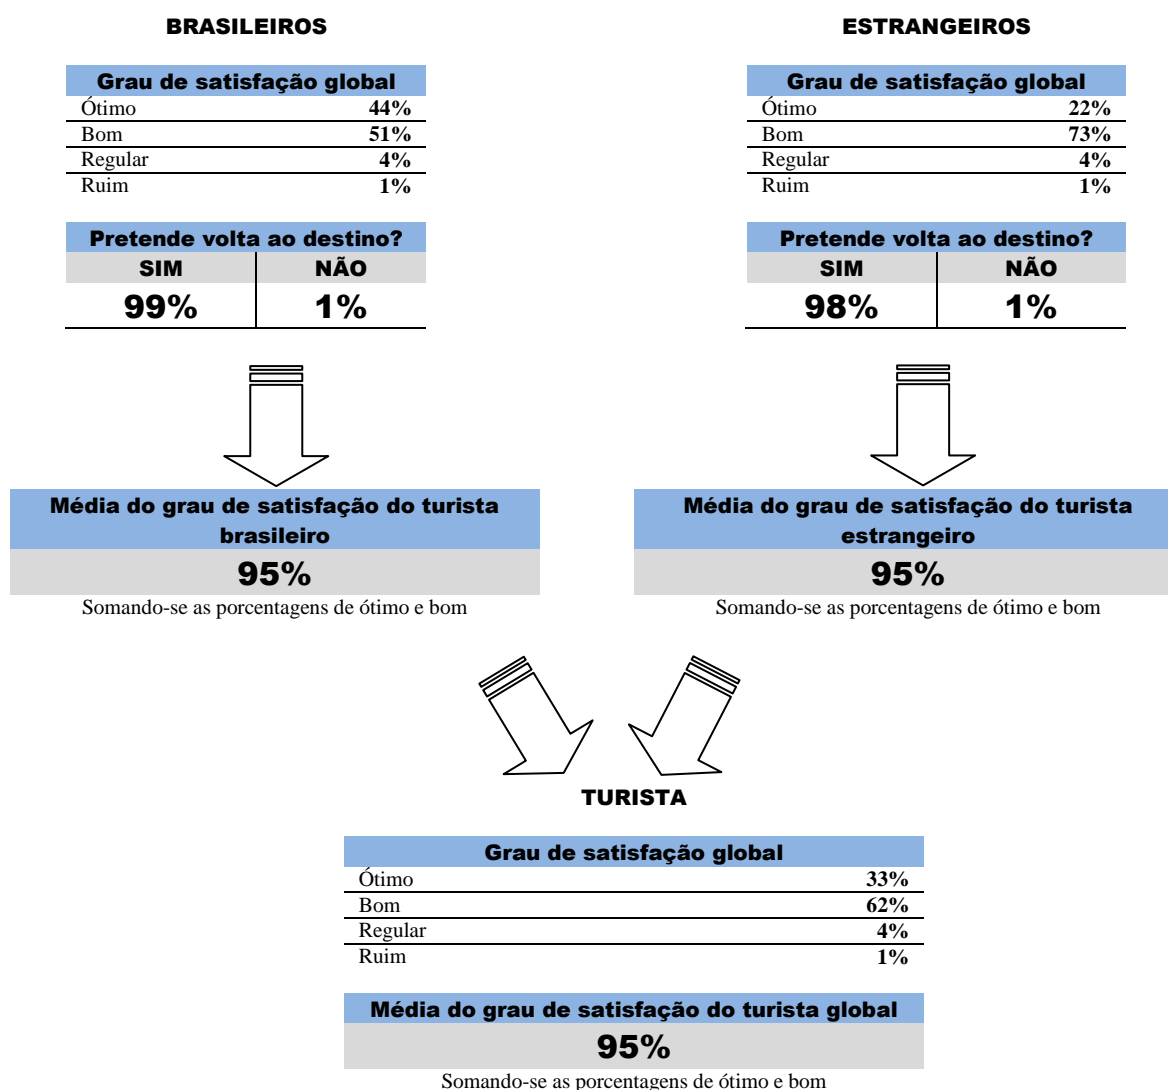 BRASILEIROS
Grau de satisfação global
Ótimo 44%
Bom 51%
Regular 4%
Ruim 1%
Pretende volta ao destino?
SIM NÃO
99% 1%
Média do grau de satisfação do turista
brasileiro
95%
Somando-se as porcentagens de ótimo e bom
ESTRANGEIROS
Grau de satisfação global
Ótimo 22%
Bom 73%
Regular 4%
Ruim 1%
Pretende volta ao destino?
SIM NÃO
98% 1%
Média do grau de satisfação do turista
estrangeiro
95%
Somando-se as porcentagens de ótimo e bom
TURISTA
Grau de satisfação global
Ótimo 33%
Bom 62%
Regular 4%
Ruim 1%
Média do grau de satisfação do turista global
95%
Somando-se as porcentagens de ótimo e bom